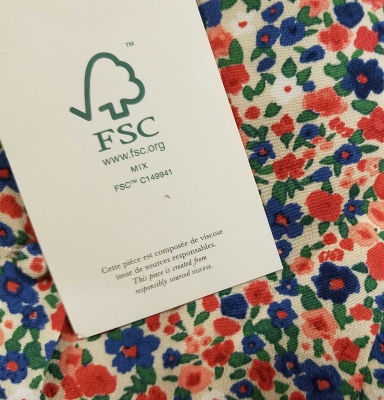 TM
FSC
www.fsc.org
MIX
FSC™ C149941
Cette pièce est composée de viscose
issue de sources responsables.
This piece is created from
responsibly sourced viscose.